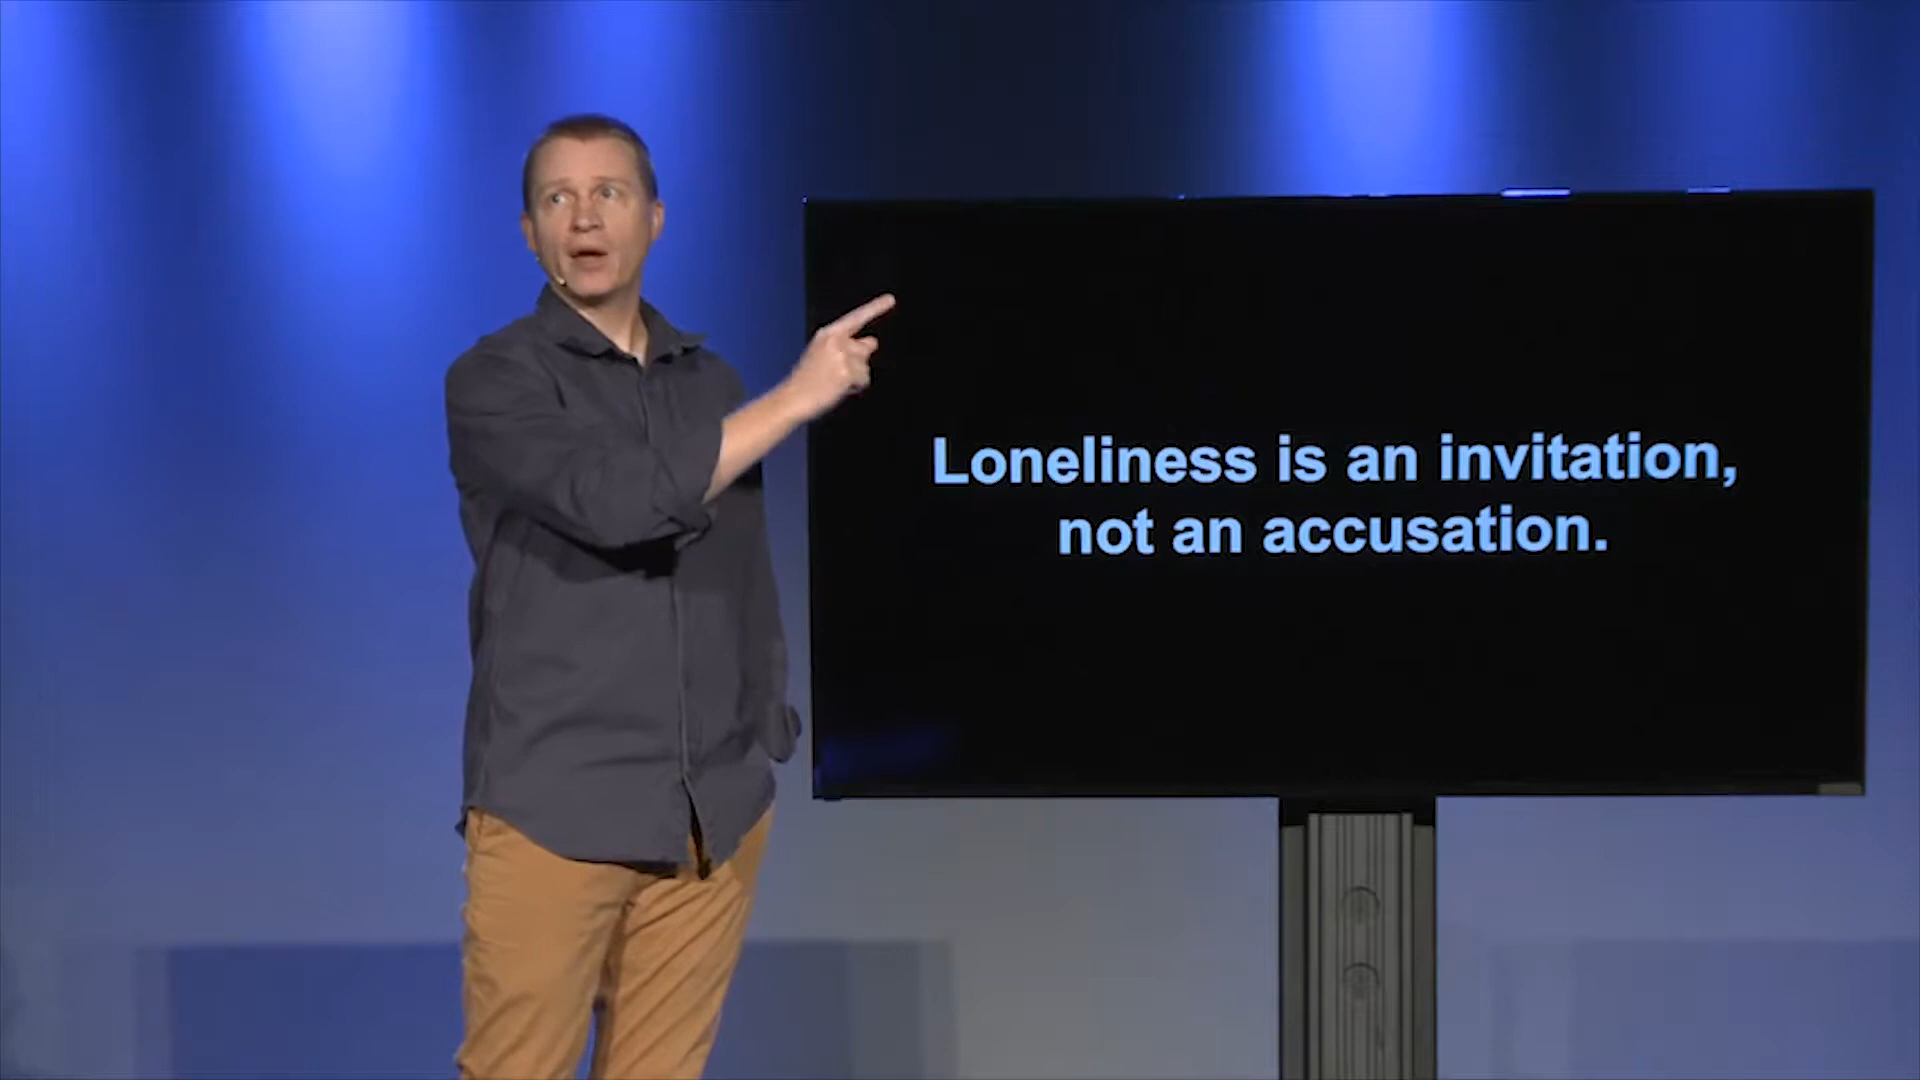 Loneliness is an invitation,
not an accusation.